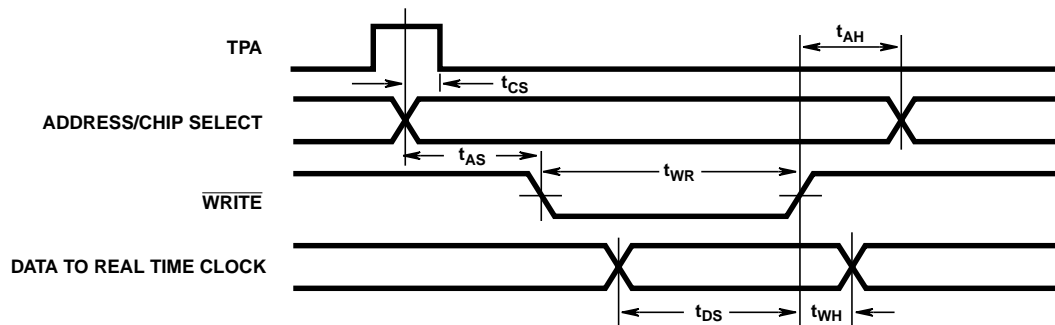 TPA
tAH
tCS
ADDRESS/CHIP SELECT
tAS
tWR
WRITE
DATA TO REAL TIME CLOCK
tDS
tWH